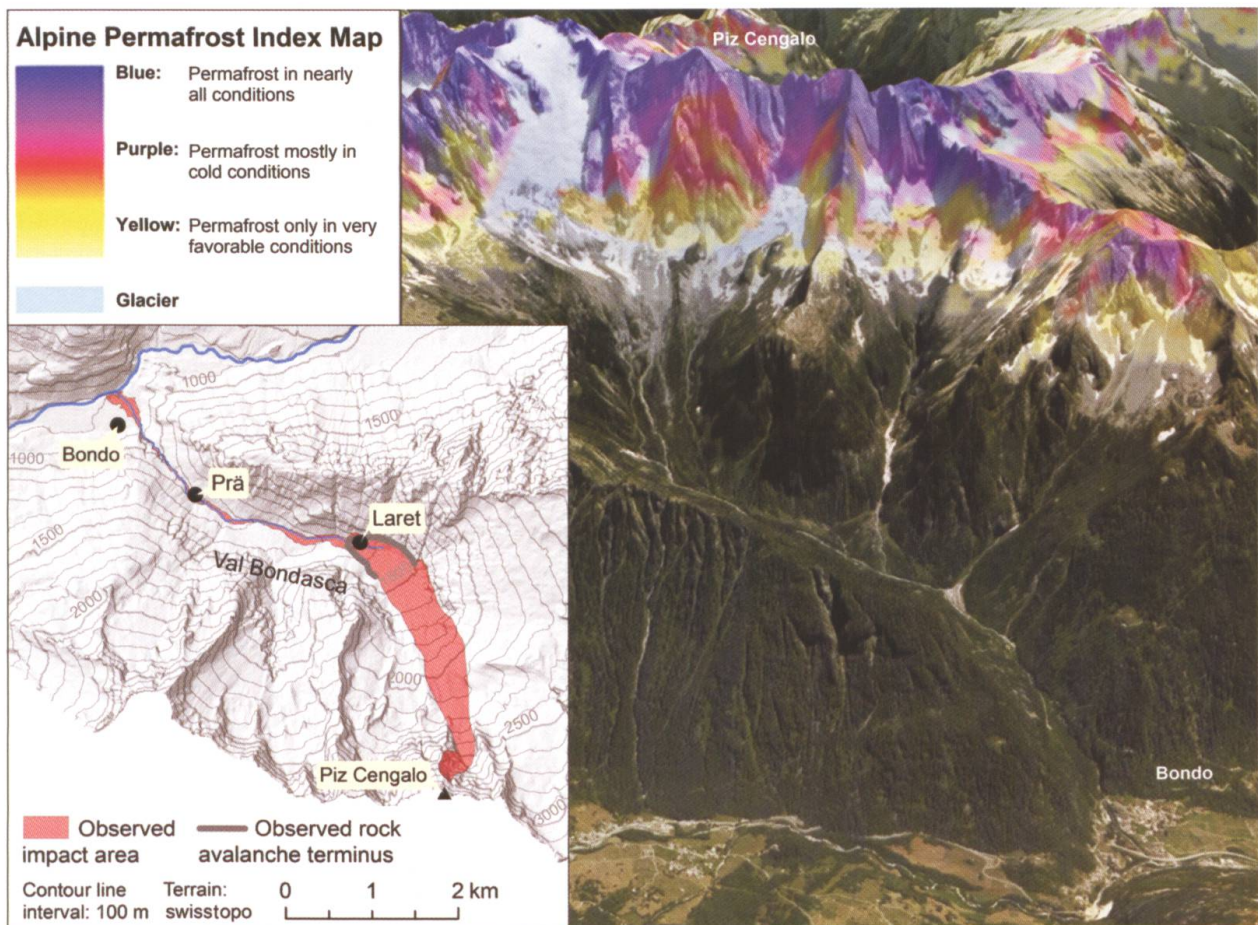 Alpine Permafrost Index Map
Blue: Permafrost in nearly
all conditions
Purple: Permafrost mostly in
cold conditions
Yellow: Permafrost only in very
favorable conditions
Glacier
Piz Cengalo
Bondo
1000
1500
Bondo
1000
Prä
Laret
1500
Val Bondasca
2000
2000
2500
Piz Cengalo
3000
Observed
impact area
Observed rock
avalanche terminus
Contour line
interval: 100 m
Terrain:
swisstopo
0 1 2 km